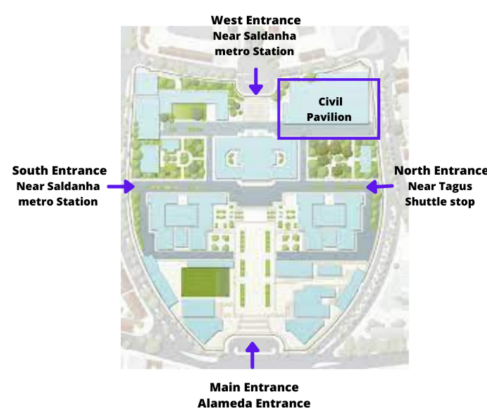 West Entrance
Near Saldanha
metro Station
Civil
Pavilion
South Entrance
Near Saldanha
metro Station
North Entrance
Near Tagus
Shuttle stop
Main Entrance
Alameda Entrance